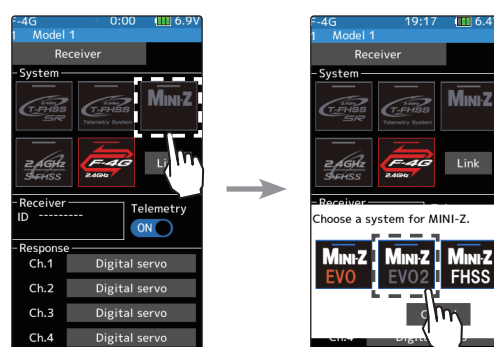 F-4G 0:00 6.9V
1 Model 1
Receiver
System
2.4GHz T-FHSS SR
T-FHSS Telemetry System
MINI-Z
2.4GHz S-FHSS
F-4G 2.4GHz
Receiver
ID ---------
Telemetry
ON
Response
Ch.1 Digital servo
Ch.2 Digital servo
Ch.3 Digital servo
Ch.4 Digital servo
-4G 19:17 6.4
1 Model 1
Receiver
System
2.4GHz T-FHSS SR
T-FHSS Telemetry System
MINI-Z
2.4GHz S-FHSS
F-4G 2.4GHz
Link
Receiver
Choose a system for MINI-Z.
MINI-Z EVO
MINI-Z EVO2
MINI-Z FHSS
Ch.4